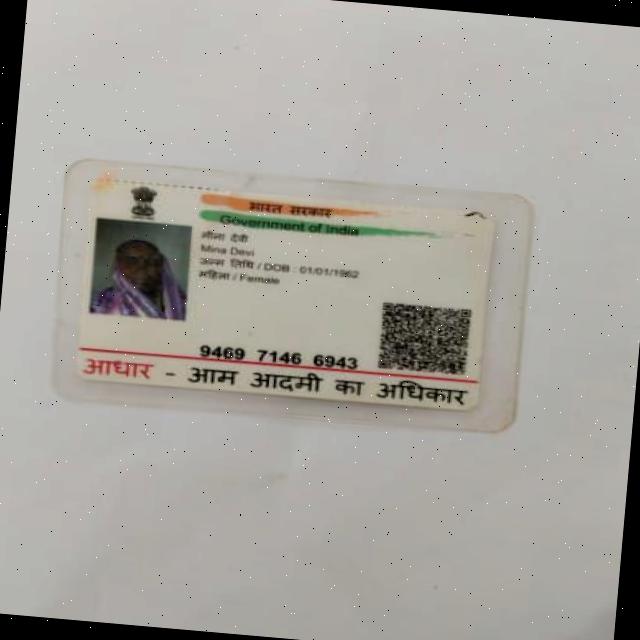 भारत सरकार
Government of India
मीना देवी
Mina Devi
जन्म तिथि / DOB : 01/01/1962
महिला / Female
9469 7146 6943
आधार - आम आदमी का अधिकार